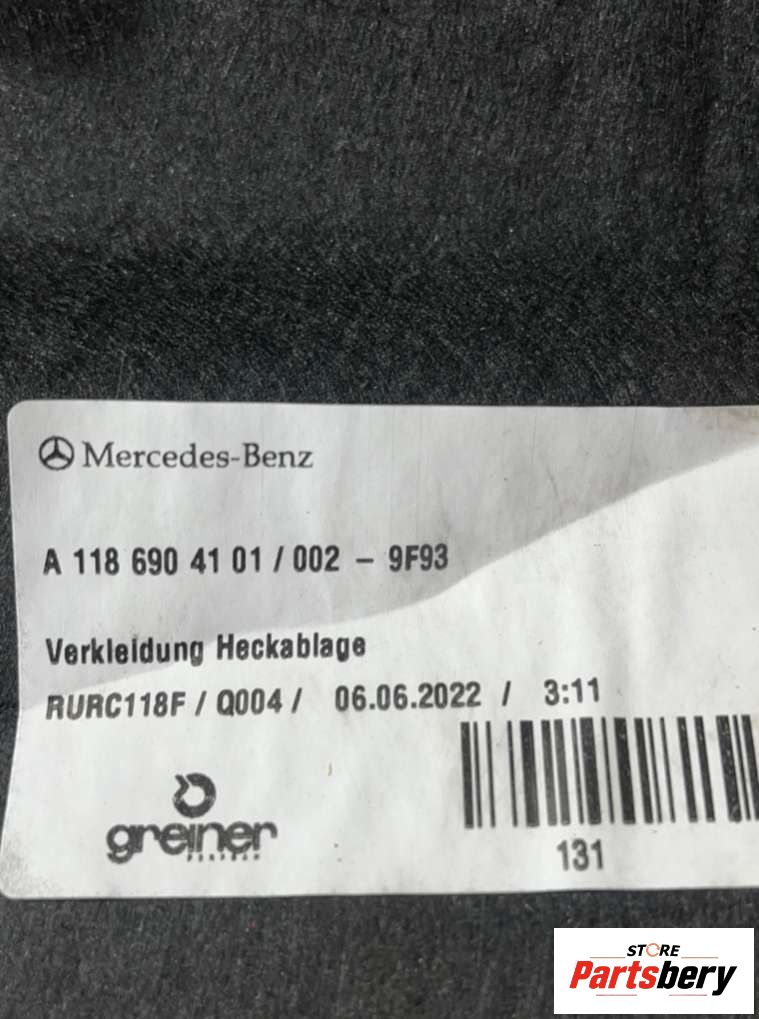 Mercedes-Benz
A 118 690 41 01 / 002 - 9F93
Verkleidung Heckablage
RURC118F / Q004 / 06.06.2022 / 3:11
greiner
131
STORE
Partsbery